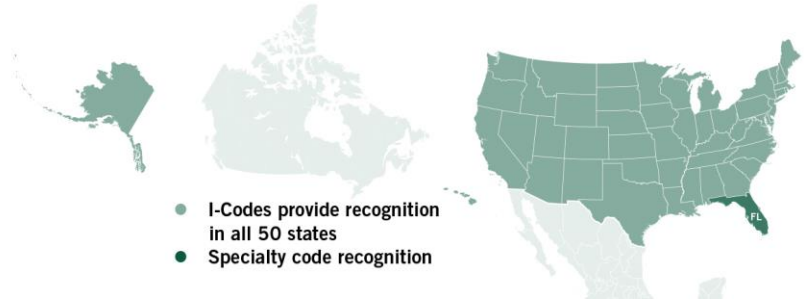 I-Codes provide recognition
in all 50 states
Specialty code recognition
FL